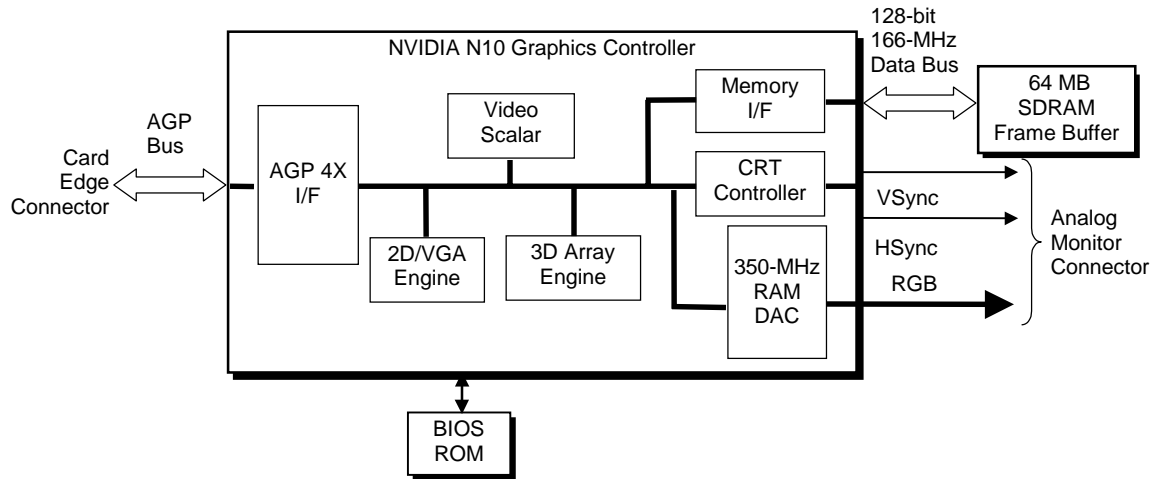 128-bit
166-MHz
Data Bus
NVIDIA N10 Graphics Controller
Memory
I/F
64 MB
SDRAM
Frame Buffer
Video
Scalar
AGP
Bus
Card
Edge
Connector
AGP 4X
I/F
CRT
Controller
VSync
2D/VGA
Engine
3D Array
Engine
350-MHz
RAM
DAC
HSync
RGB
Analog
Monitor
Connector
BIOS
ROM